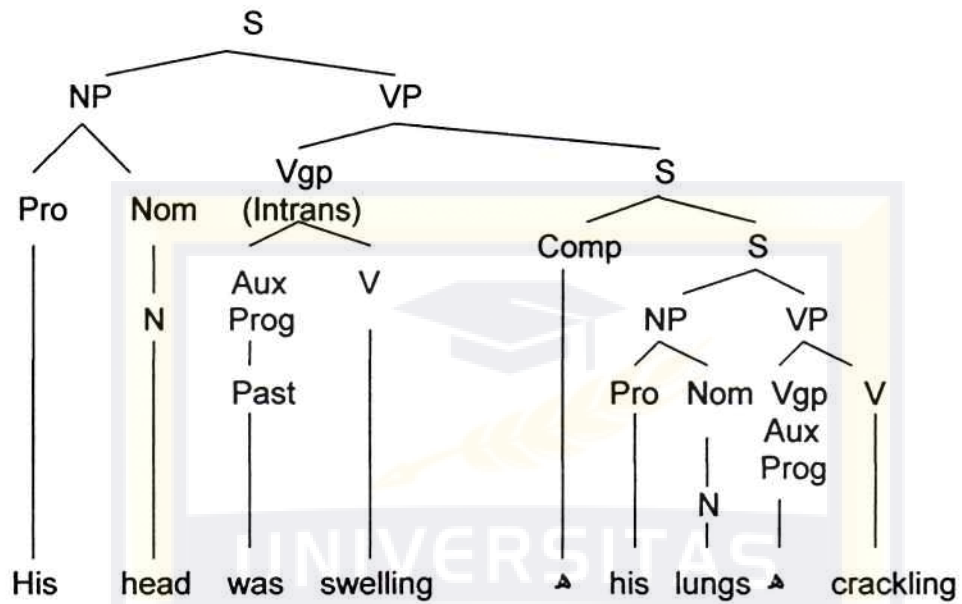 S
NP VP
Vgp S
Pro Nom (Intrans)
Comp S
Aux V
N Prog NP VP
Past Pro Nom Vgp V
Aux
Prog
N
UNIVERSITAS
His head was swelling his lungs crackling